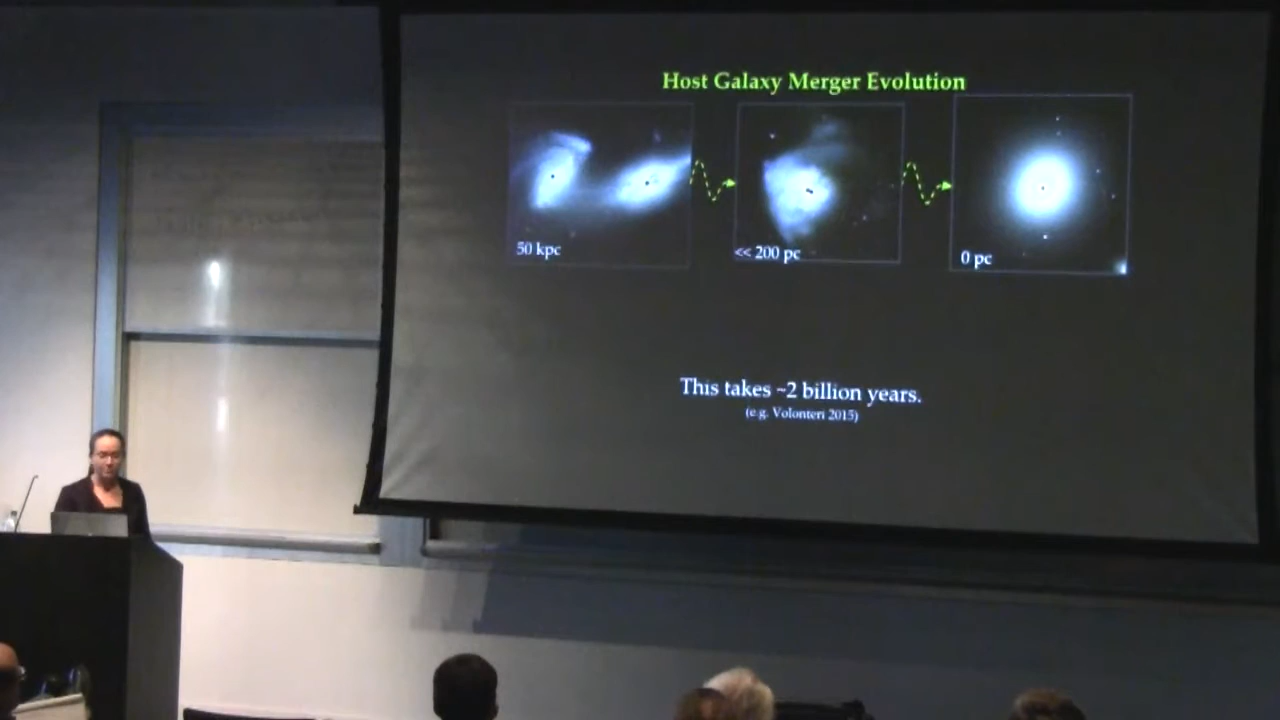 Host Galaxy Merger Evolution
50 kpc
<< 200 pc
0 pc
This takes ~2 billion years.
(e.g. Volonteri 2015)